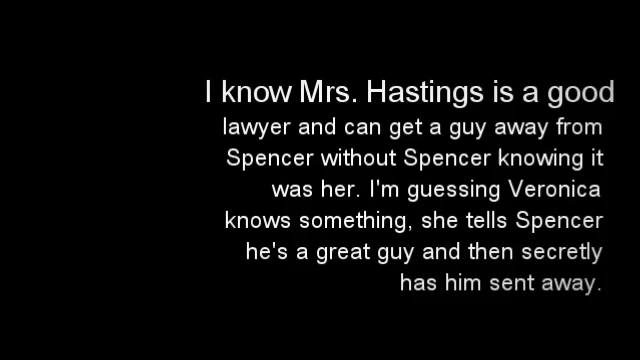 I know Mrs. Hastings is a good
lawyer and can get a guy away from
Spencer without Spencer knowing it
was her. I'm guessing Veronica
knows something, she tells Spencer
he's a great guy and then secretly
has him sent away.